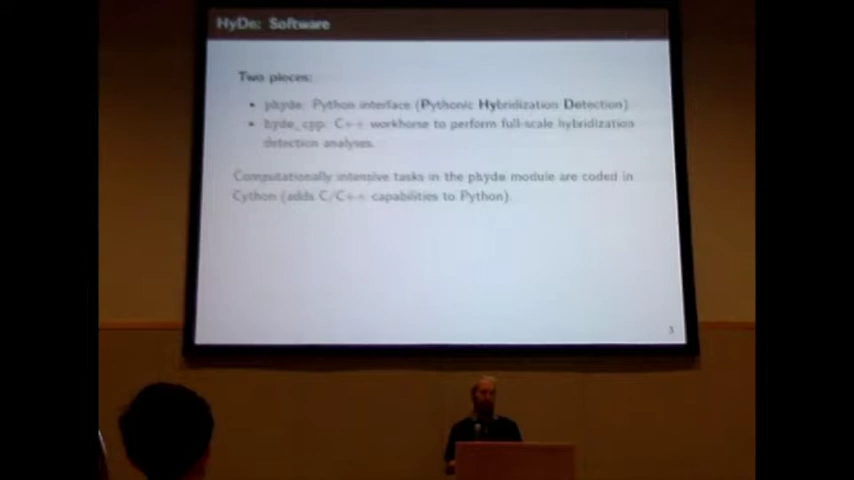 HyDe: Software
Two pieces:
• phyde: Python interface (Pythonic Hybridization Detection)
• hyde_cpp: C++ workhorse to perform full-scale hybridization
detection analyses.
Computationally intensive tasks in the phyde module are coded in
Cython (adds C/C++ capabilities to Python)
3